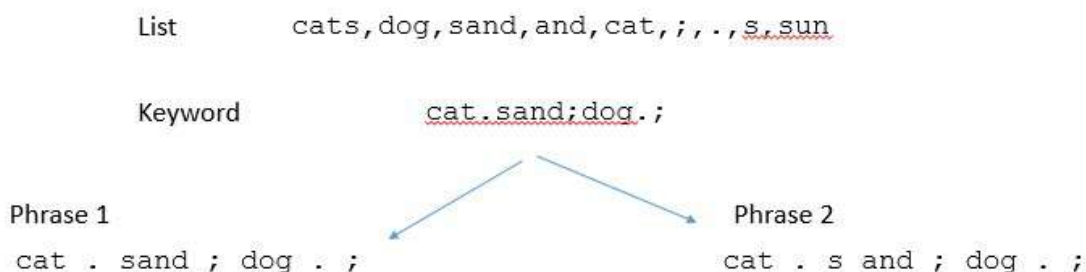 List cats,dog,sand,and,cat,;,.,s,sun
Keyword cat.sand;dog.;
Phrase 1 Phrase 2
cat . sand ; dog . ; cat . s and ; dog . ;